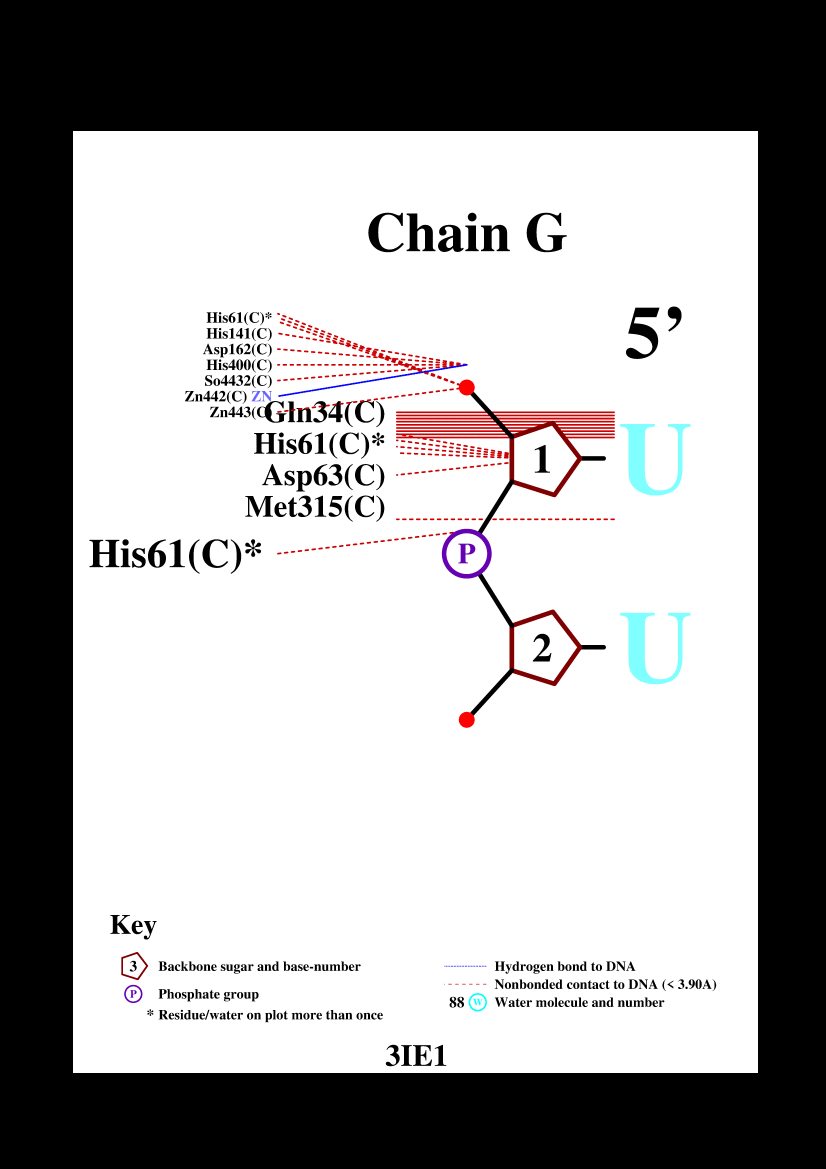 Chain G
5’
His61(C)*
His141(C)
Asp162(C)
His400(C)
So4432(C)
Zn442(C) ZN
Zn443(C)
Gln34(C)
His61(C)*
1
U
Asp63(C)
Met315(C)
His61(C)*
P
2
U
Key
3 Backbone sugar and base-number
P Phosphate group
* Residue/water on plot more than once
Hydrogen bond to DNA
Nonbonded contact to DNA (< 3.90A)
88 W Water molecule and number
3IE1